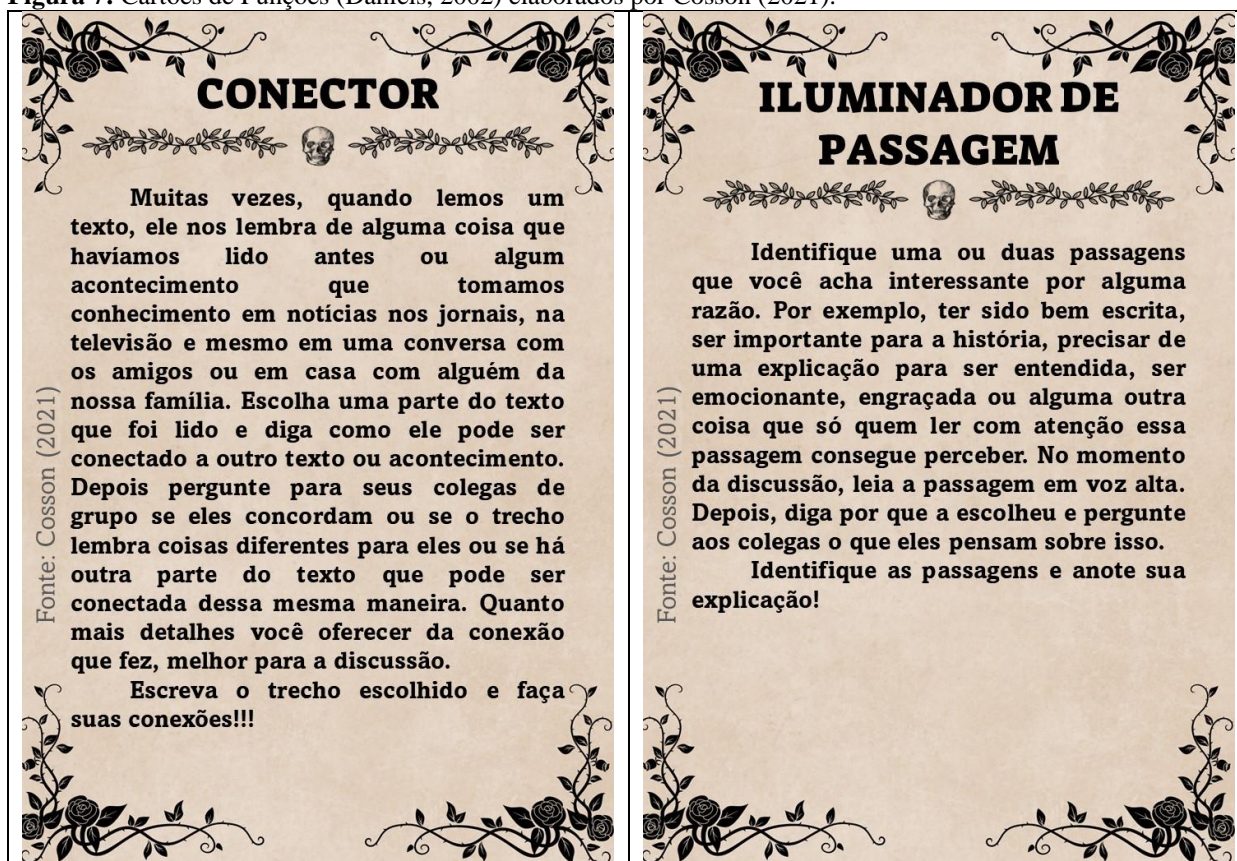 Figura 7: Cartões de Funções (Daniels, 2002) elaborados por Cosson (2021).
CONECTOR
Muitas vezes, quando lemos um
texto, ele nos lembra de alguma coisa que
havíamos lido antes ou algum
acontecimento que tomamos
conhecimento em notícias nos jornais, na
televisão e mesmo em uma conversa com
os amigos ou em casa com alguém da
nossa família. Escolha uma parte do texto
que foi lido e diga como ele pode ser
conectado a outro texto ou acontecimento.
Depois pergunte para seus colegas de
grupo se eles concordam ou se o trecho
lembra coisas diferentes para eles ou se há
outra parte do texto que pode ser
conectada dessa mesma maneira. Quanto
mais detalhes você oferecer da conexão
que fez, melhor para a discussão.
Escreva o trecho escolhido e faça
suas conexões!!!
Fonte: Cosson (2021)
ILUMINADOR DE
PASSAGEM
Identifique uma ou duas passagens
que você acha interessante por alguma
razão. Por exemplo, ter sido bem escrita,
ser importante para a história, precisar de
uma explicação para ser entendida, ser
emocionante, engraçada ou alguma outra
coisa que só quem ler com atenção essa
passagem consegue perceber. No momento
da discussão, leia a passagem em voz alta.
Depois, diga por que a escolheu e pergunte
aos colegas o que eles pensam sobre isso.
Identifique as passagens e anote sua
explicação!
Fonte: Cosson (2021)